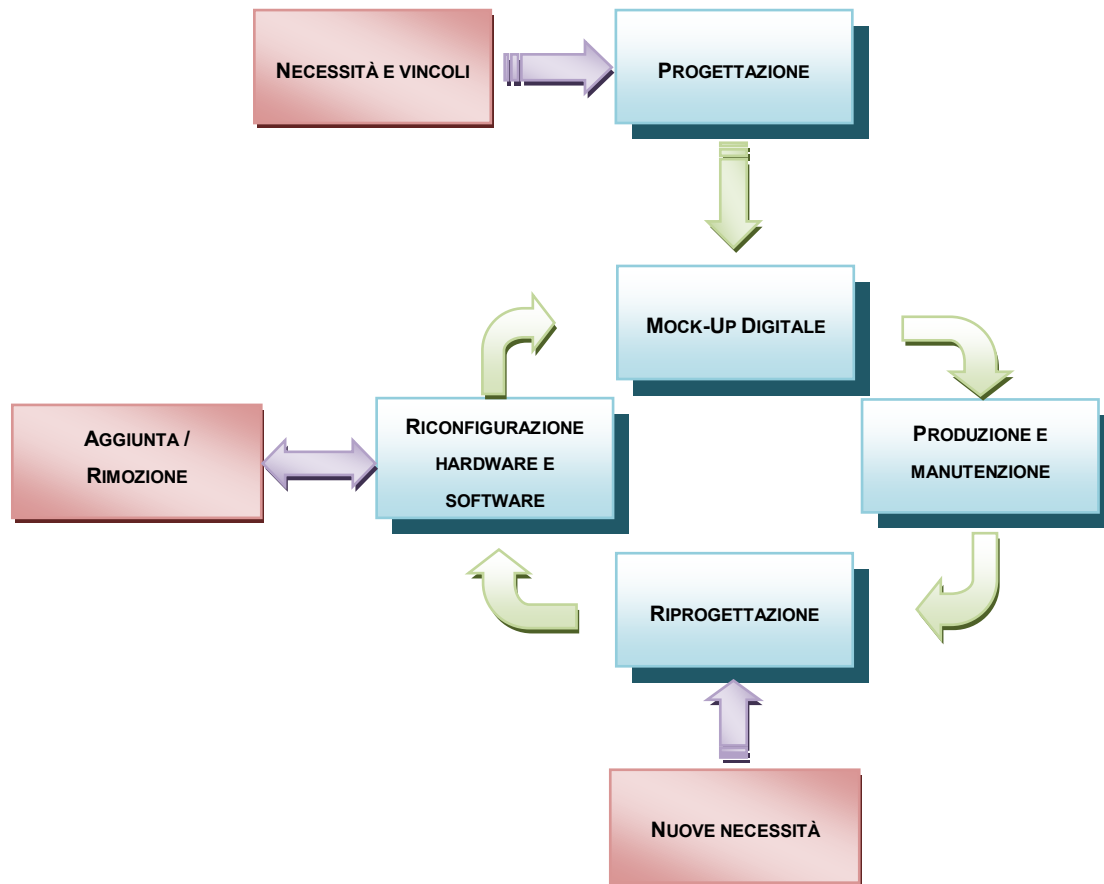 NECESSITÀ E VINCOLI
PROGETTAZIONE
MOCK-UP DIGITALE
AGGIUNTA /
RIMOZIONE
RICONFIGURAZIONE
HARDWARE E
SOFTWARE
PRODUZIONE E
MANUTENZIONE
RIPROGETTAZIONE
NUOVE NECESSITÀ